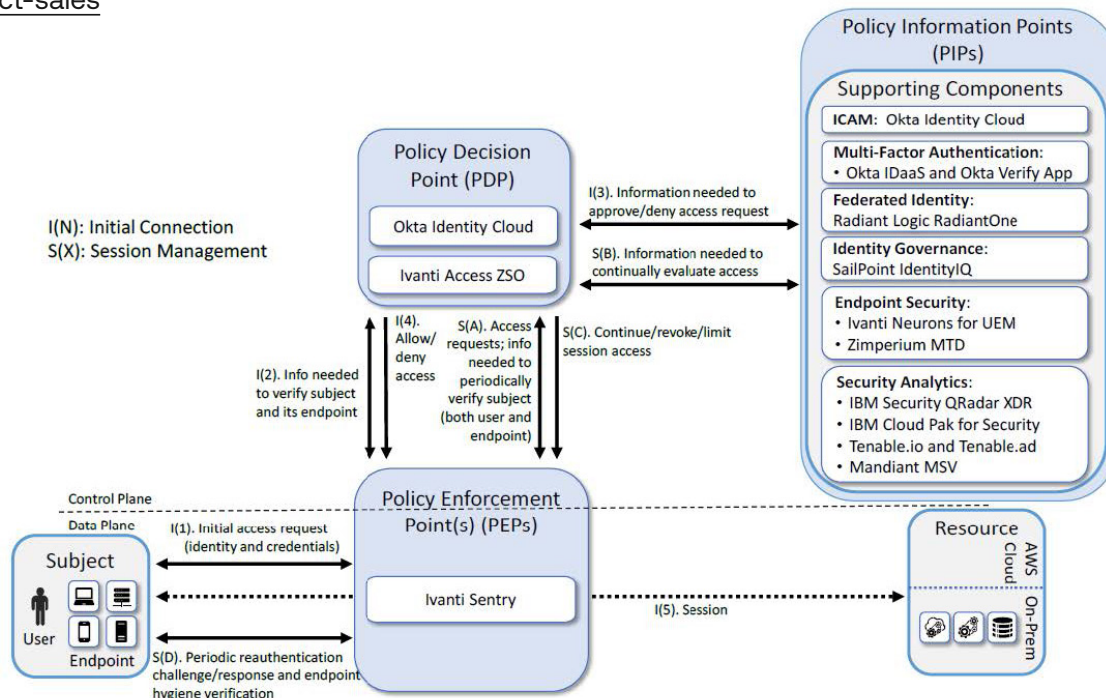 ct-sales
Policy Information Points
(PIPs)
Supporting Components
ICAM: Okta Identity Cloud
Multi-Factor Authentication:
• Okta IDaaS and Okta Verify App
Federated Identity:
Radiant Logic RadiantOne
Identity Governance:
SailPoint IdentityIQ
Endpoint Security:
• Ivanti Neurons for UEM
• Zimperium MTD
Security Analytics:
• IBM Security QRadar XDR
• IBM Cloud Pak for Security
• Tenable.io and Tenable.ad
• Mandiant MSV
Policy Decision
Point (PDP)
Okta Identity Cloud
Ivanti Access ZSO
I(N): Initial Connection
S(X): Session Management
I(3). Information needed to
approve/deny access request
S(B). Information needed to
continually evaluate access
I(2). Info needed
to verify subject
and its endpoint
I(4).
Allow/
deny
access
S(A). Access
requests; info
needed to
periodically
verify subject
(both user and
endpoint)
S(C). Continue/revoke/limit
session access
Control Plane
Data Plane
Policy Enforcement
Point(s) (PEPs)
Ivanti Sentry
I(1). Initial access request
(identity and credentials)
Subject
User
Endpoint
S(D). Periodic reauthentication
challenge/response and endpoint
hygiene verification
I(5). Session
Resource
AWS
Cloud
On-Prem